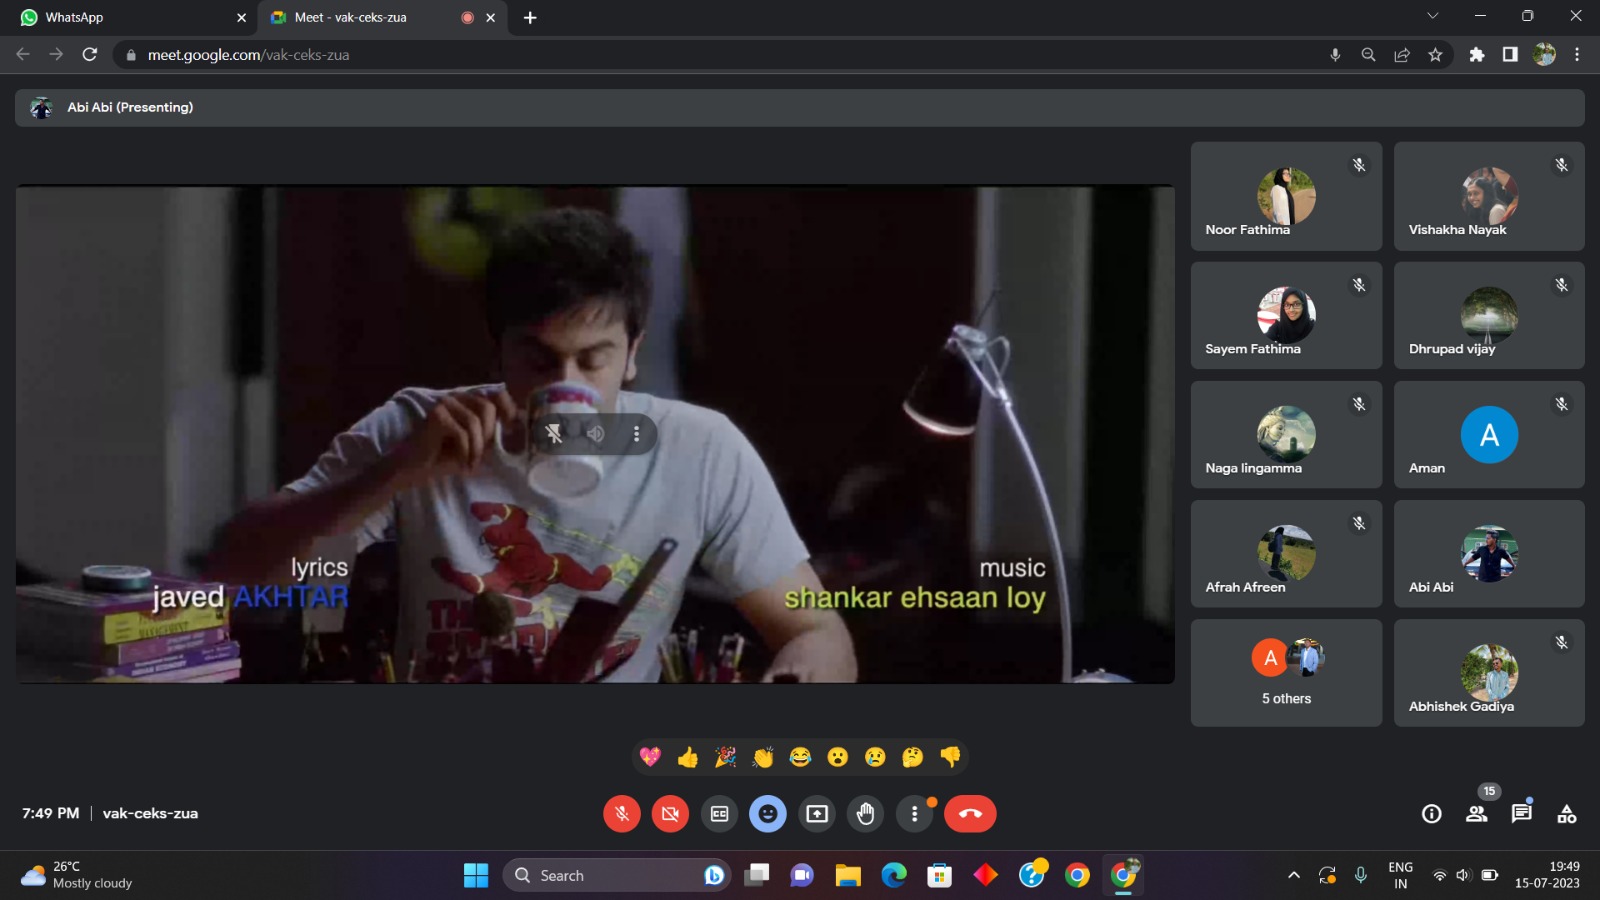 WhatsApp
Meet - vak-ceks-zua
meet.google.com/vak-ceks-zua
Abi Abi (Presenting)
lyrics
javed AKHTAR
music
shankar ehsaan loy
Noor Fathima
Vishakha Nayak
Sayem Fathima
Dhrupad vijay
Naga lingamma
A
Aman
Afrah Afreen
Abi Abi
A
5 others
Abhishek Gadiya
7:49 PM | vak-ceks-zua
CC
15
26°C
Mostly cloudy
Search
ENG
IN
19:49
15-07-2023